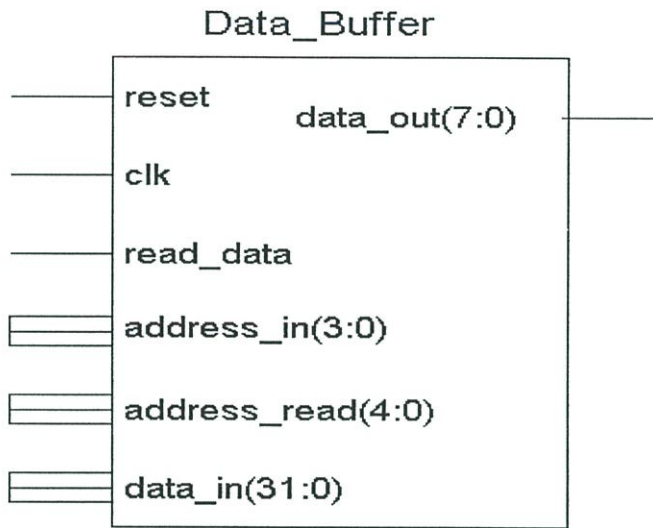 Data_Buffer
reset
data_out(7:0)
clk
read_data
address_in(3:0)
address_read(4:0)
data_in(31:0)